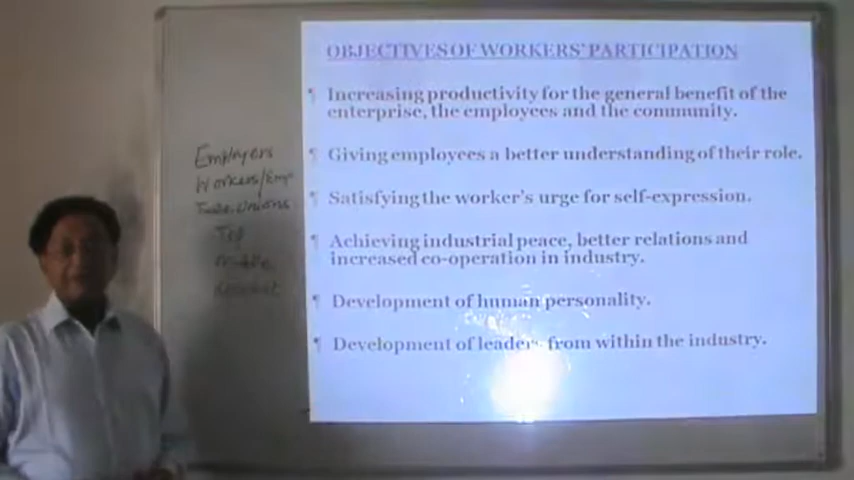 OBJECTIVES OF WORKERS' PARTICIPATION
¶ Increasing productivity for the general benefit of the
enterprise, the employees and the community.
¶ Giving employees a better understanding of their role.
¶ Satisfying the worker's urge for self-expression.
¶ Achieving industrial peace, better relations and
increased co-operation in industry.
¶ Development of human personality.
¶ Development of leaders from within the industry.
Employers
Workers/Emp
Trade Unions
Top
Middle